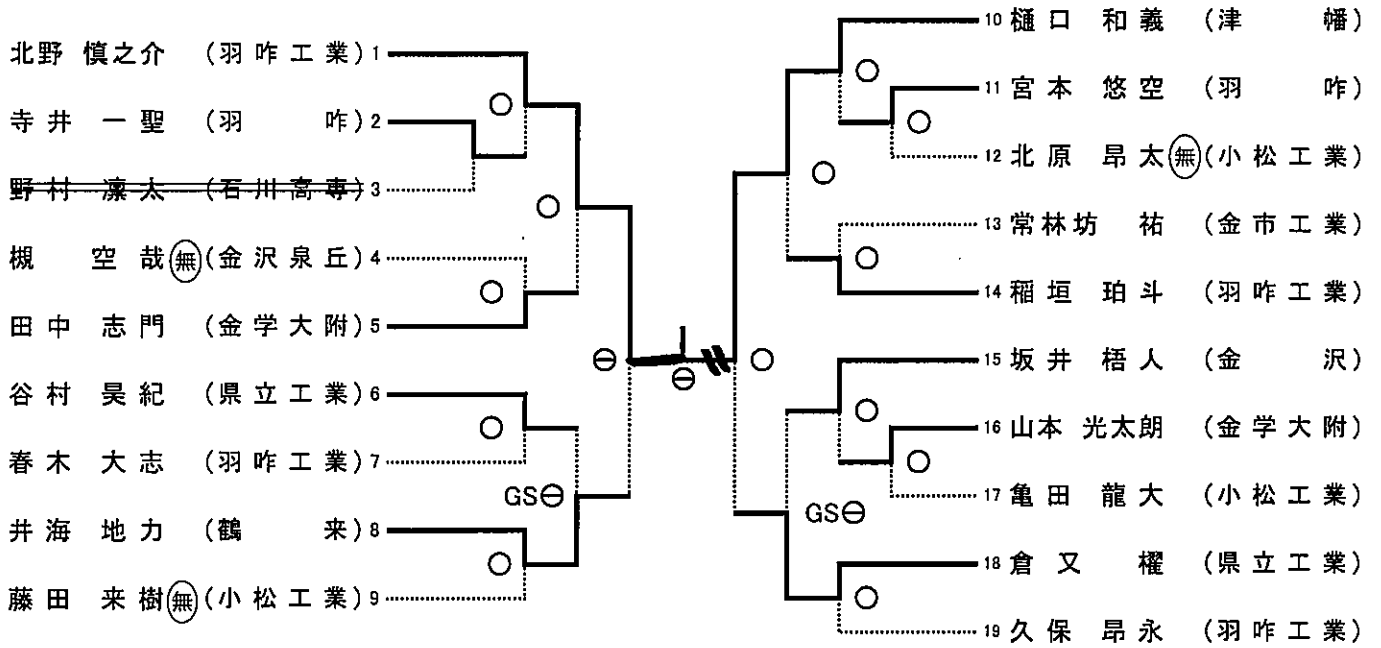 北野 慎之介 (羽咋工業) 1
寺井 一聖 (羽 咋) 2
野村 凜太 (石川高専) 3
槻 空哉 無 (金沢泉丘) 4
田中 志門 (金学大附) 5
谷村 昊紀 (県立工業) 6
春木 大志 (羽咋工業) 7
GS
井海 地力 (鶴 来) 8
藤田 来樹 無 (小松工業) 9
10 樋口 和義 (津 幡)
11 宮本 悠空 (羽 咋)
12 北原 昂太 無 (小松工業)
13 常林坊 祐 (金市工業)
14 稲垣 珀斗 (羽咋工業)
15 坂井 梧人 (金 沢)
16 山本 光太朗 (金学大附)
17 亀田 龍大 (小松工業)
GS
18 倉又 櫂 (県立工業)
19 久保 昂永 (羽咋工業)